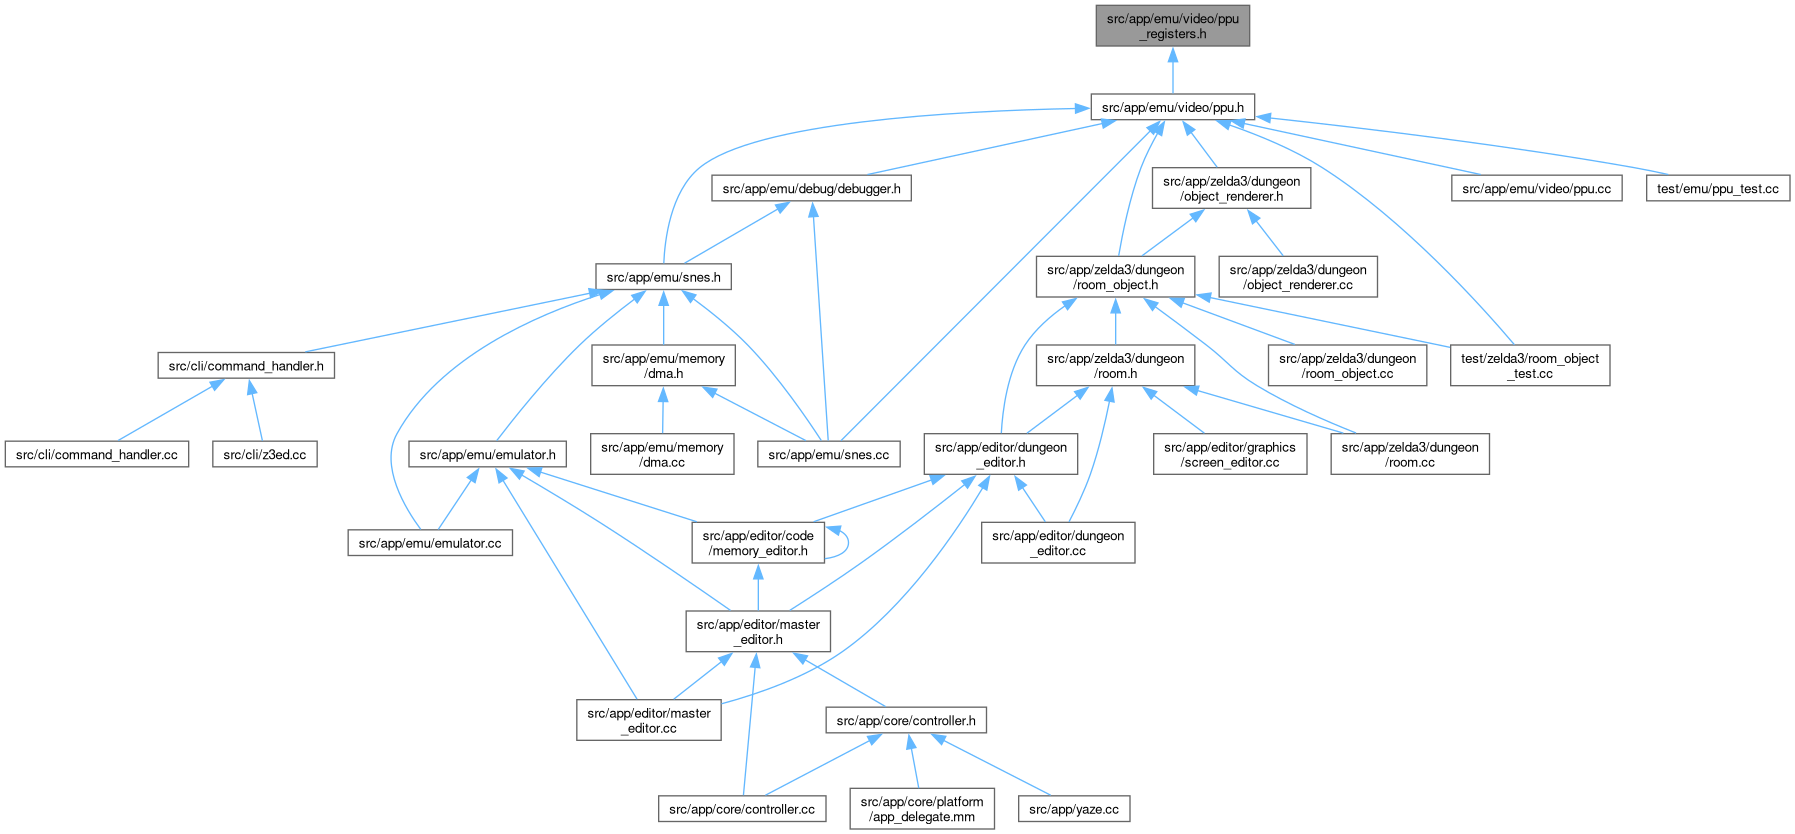 src/app/emu/video/ppu
_registers.h
src/app/emu/video/ppu.h
src/app/emu/debug/debugger.h
src/app/zelda3/dungeon
/object_renderer.h
src/app/emu/video/ppu.cc
test/emu/ppu_test.cc
src/app/emu/snes.h
src/app/zelda3/dungeon
/room_object.h
src/app/zelda3/dungeon
/object_renderer.cc
src/cli/command_handler.h
src/app/emu/memory
/dma.h
src/app/zelda3/dungeon
/room.h
src/app/zelda3/dungeon
/room_object.cc
test/zelda3/room_object
_test.cc
src/cli/command_handler.cc
src/cli/z3ed.cc
src/app/emu/emulator.h
src/app/emu/memory
/dma.cc
src/app/emu/snes.cc
src/app/editor/dungeon
_editor.h
src/app/editor/graphics
/screen_editor.cc
src/app/zelda3/dungeon
/room.cc
src/app/emu/emulator.cc
src/app/editor/code
/memory_editor.h
src/app/editor/dungeon
_editor.cc
src/app/editor/master
_editor.h
src/app/editor/master
_editor.cc
src/app/core/controller.h
src/app/core/controller.cc
src/app/core/platform
/app_delegate.mm
src/app/yaze.cc